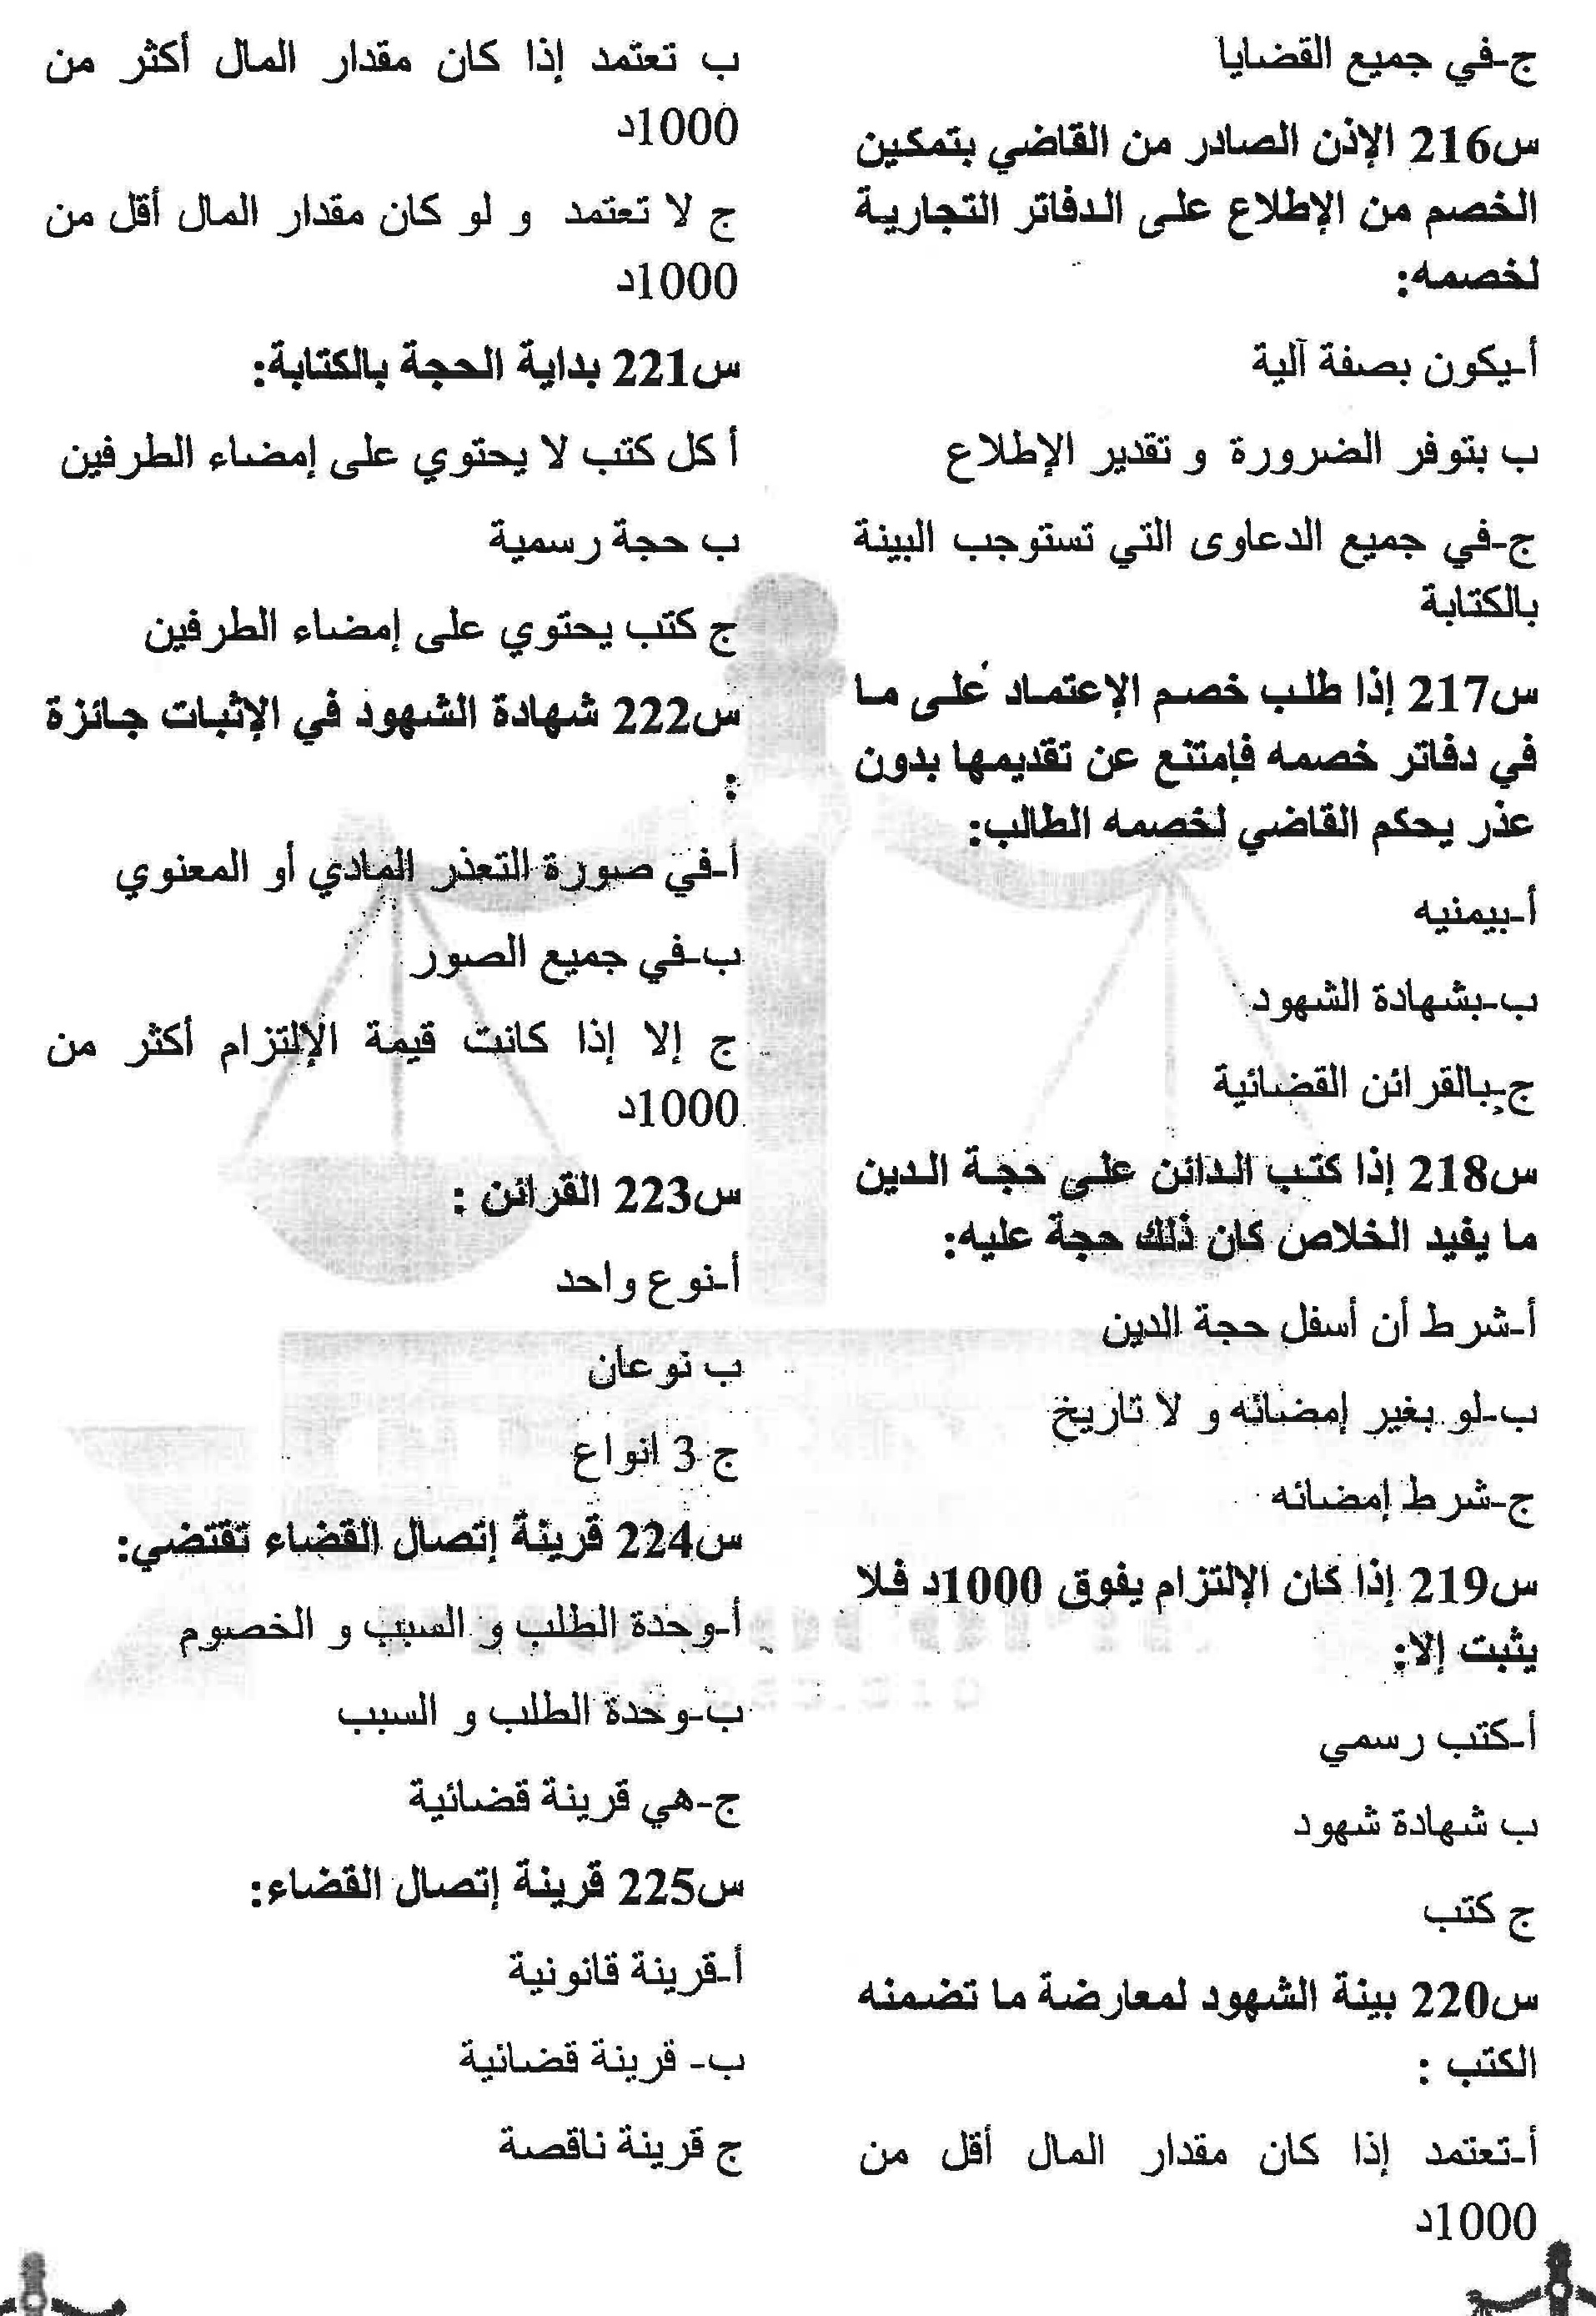 ج-في جميع القضايا
س216 الإذن الصادر من القاضي بتمكين
الخصم من الإطلاع على الدفاتر التجارية
لخصمه:
أ-يكون بصفة آلية
ب بتوفر الضرورة و تقدير الإطلاع
ج-في جميع الدعاوى التي تستوجب البينة
بالكتابة
س217 إذا طلب خصم الإعتماد على ما
في دفاتر خصمه فإمتنع عن تقديمها بدون
عذر يحكم القاضي لخصمه الطالب:
أ-بيمنيه
ب-بشهادة الشهود
ج-بالقرائن القضائية
س218 إذا كتب الدائن على حجة الدين
ما يفيد الخلاص كان ذلك حجة عليه:
أ-شرط أن أسفل حجة الدين
ب-لو بغير إمضائه و لا تاريخ
ج-شرط إمضائه
س219 إذا كان الإلتزام يفوق 1000د فلا
يثبت إلا:
أ-كتب رسمي
ب شهادة شهود
ج كتب
س220 بينة الشهود لمعارضة ما تضمنه
الكتب :
أ-تعتمد إذا كان مقدار المال أقل من
1000د
ب تعتمد إذا كان مقدار المال أكثر من
1000د
ج لا تعتمد و لو كان مقدار المال أقل من
1000د
س221 بداية الحجة بالكتابة:
أ كل كتب لا يحتوي على إمضاء الطرفين
ب حجة رسمية
ج كتب يحتوي على إمضاء الطرفين
س222 شهادة الشهود في الإثبات جائزة
:
أ-في صورة التعذر المادي أو المعنوي
ب-في جميع الصور
ج إلا إذا كانت قيمة الإلتزام أكثر من
1000د
س223 القرائن :
أ-نوع واحد
ب نوعان
ج 3 انواع
س224 قرينة إتصال القضاء تقتضي:
أ-وحدة الطلب و السبب و الخصوم
ب-وحدة الطلب و السبب
ج-هي قرينة قضائية
س225 قرينة إتصال القضاء:
أ-قرينة قانونية
ب- قرينة قضائية
ج قرينة ناقصة